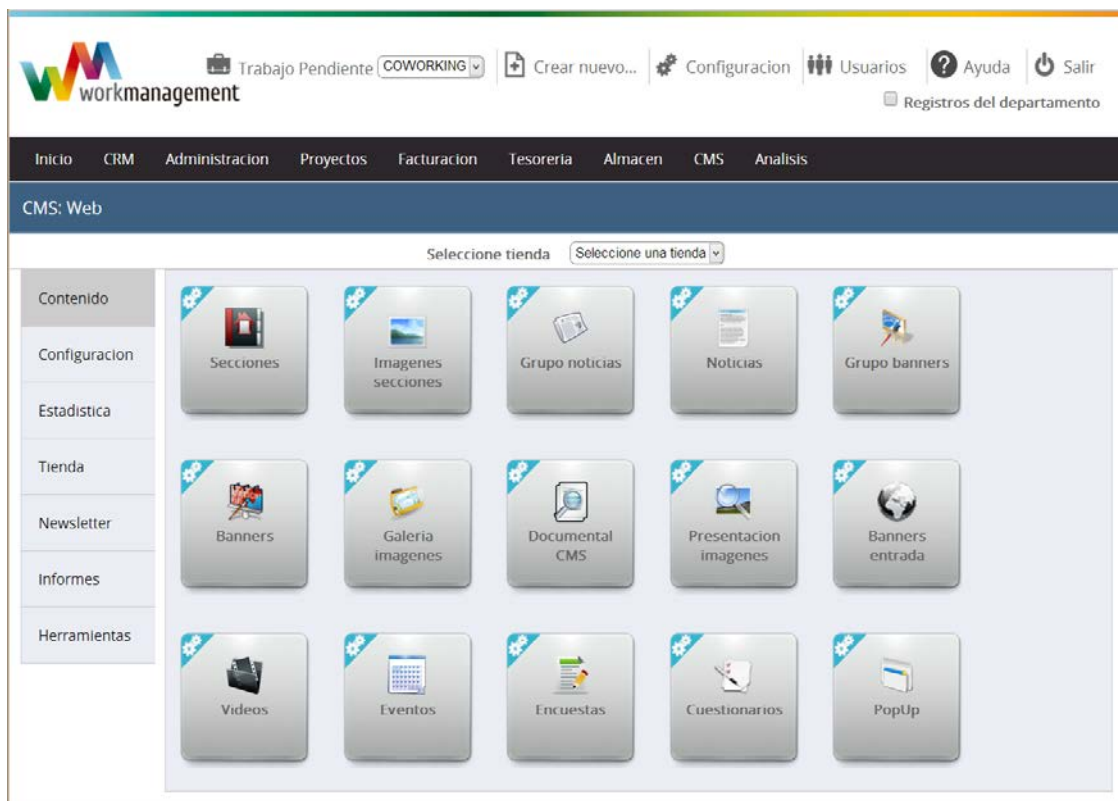 workmanagement
Trabajo Pendiente COWORKING Crear nuevo... Configuracion Usuarios Ayuda Salir
Registros del departamento
Inicio CRM Administracion Proyectos Facturacion Tesoreria Almacen CMS Analisis
CMS: Web
Seleccione tienda Seleccione una tienda
Contenido
Configuracion
Estadistica
Tienda
Newsletter
Informes
Herramientas
Secciones
Imagenes
secciones
Grupo noticias
Noticias
Grupo banners
Banners
Galeria
imagenes
Documental
CMS
Presentacion
imagenes
Banners
entrada
Videos
Eventos
Encuestas
Cuestionarios
PopUp